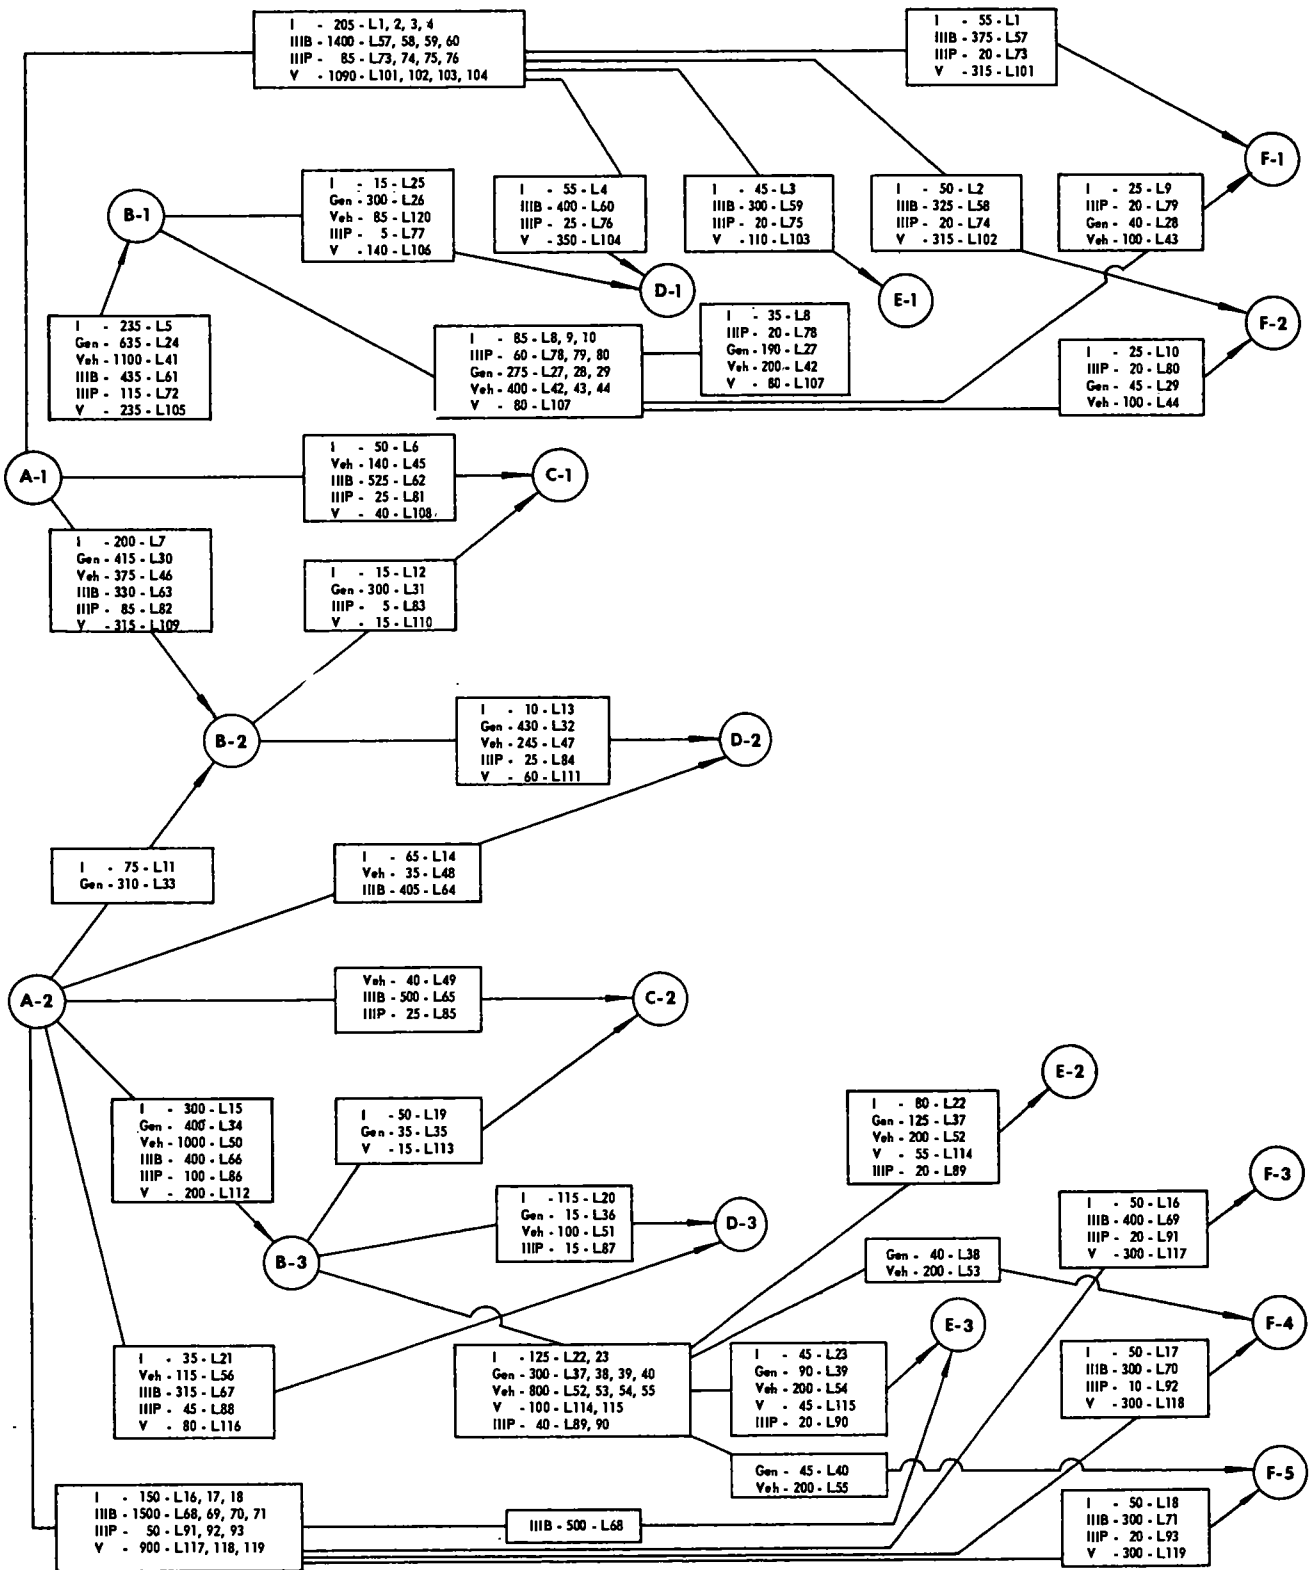 I - 205 - L1, 2, 3, 4
IIIB - 1400 - L57, 58, 59, 60
IIIP - 85 - L73, 74, 75, 76
V - 1090 - L101, 102, 103, 104
I - 55 - L1
IIIB - 375 - L57
IIIP - 20 - L73
V - 315 - L101
F-1
B-1
I - 15 - L25
Gen - 300 - L26
Veh - 85 - L120
IIIP - 5 - L77
V - 140 - L106
I - 55 - L4
IIIB - 400 - L60
IIIP - 25 - L76
V - 350 - L104
I - 45 - L3
IIIB - 300 - L59
IIIP - 20 - L75
V - 110 - L103
I - 50 - L2
IIIB - 325 - L58
IIIP - 20 - L74
V - 315 - L102
I - 25 - L9
IIIP - 20 - L79
Gen - 40 - L28
Veh - 100 - L43
D-1
E-1
F-2
I - 235 - L5
Gen - 635 - L24
Veh - 1100 - L41
IIIB - 435 - L61
IIIP - 115 - L72
V - 235 - L105
I - 85 - L8, 9, 10
IIIP - 60 - L78, 79, 80
Gen - 275 - L27, 28, 29
Veh - 400 - L42, 43, 44
V - 80 - L107
I - 35 - L8
IIIP - 20 - L78
Gen - 190 - L27
Veh - 200 - L42
V - 80 - L107
I - 25 - L10
IIIP - 20 - L80
Gen - 45 - L29
Veh - 100 - L44
A-1
I - 50 - L6
Veh - 140 - L45
IIIB - 525 - L62
IIIP - 25 - L81
V - 40 - L108
C-1
I - 200 - L7
Gen - 415 - L30
Veh - 375 - L46
IIIB - 330 - L63
IIIP - 85 - L82
V - 315 - L109
I - 15 - L12
Gen - 300 - L31
IIIP - 5 - L83
V - 15 - L110
B-2
I - 10 - L13
Gen - 430 - L32
Veh - 245 - L47
IIIP - 25 - L84
V - 60 - L111
D-2
I - 75 - L11
Gen - 310 - L33
I - 65 - L14
Veh - 35 - L48
IIIB - 405 - L64
A-2
Veh - 40 - L49
IIIB - 500 - L65
IIIP - 25 - L85
C-2
E-2
I - 300 - L15
Gen - 400 - L34
Veh - 1000 - L50
IIIB - 400 - L66
IIIP - 100 - L86
V - 200 - L112
I - 50 - L19
Gen - 35 - L35
V - 15 - L113
I - 80 - L22
Gen - 125 - L37
Veh - 200 - L52
V - 55 - L114
IIIP - 20 - L89
F-3
I - 115 - L20
Gen - 15 - L36
Veh - 100 - L51
IIIP - 15 - L87
D-3
I - 50 - L16
IIIB - 400 - L69
IIIP - 20 - L91
V - 300 - L117
B-3
Gen - 40 - L38
Veh - 200 - L53
E-3
F-4
I - 35 - L21
Veh - 115 - L56
IIIB - 315 - L67
IIIP - 45 - L88
V - 80 - L116
I - 125 - L22, 23
Gen - 300 - L37, 38, 39, 40
Veh - 800 - L52, 53, 54, 55
V - 100 - L114, 115
IIIP - 40 - L89, 90
I - 45 - L23
Gen - 90 - L39
Veh - 200 - L54
V - 45 - L115
IIIP - 20 - L90
I - 50 - L17
IIIB - 300 - L70
IIIP - 10 - L92
V - 300 - L118
Gen - 45 - L40
Veh - 200 - L55
F-5
I - 150 - L16, 17, 18
IIIB - 1500 - L68, 69, 70, 71
IIIP - 50 - L91, 92, 93
V - 900 - L117, 118, 119
IIIB - 500 - L68
I - 50 - L18
IIIB - 300 - L71
IIIP - 20 - L93
V - 300 - L119